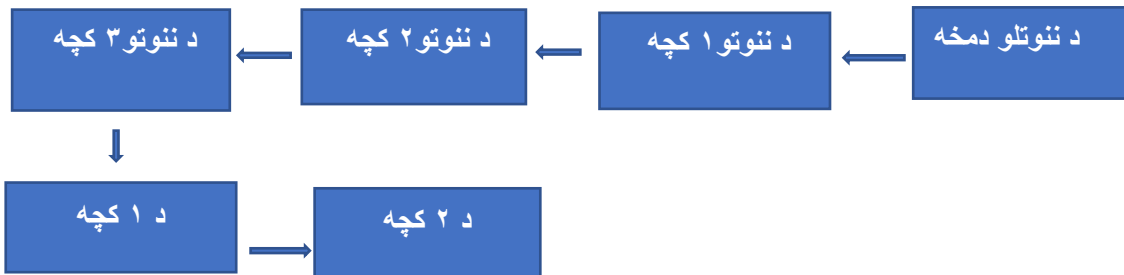 د ننوتلو دمخه
د ننوتو۱ کچه
د ننوتو۲ کچه
د ننوتو۳ کچه
د ۱ کچه
د ۲ کچه